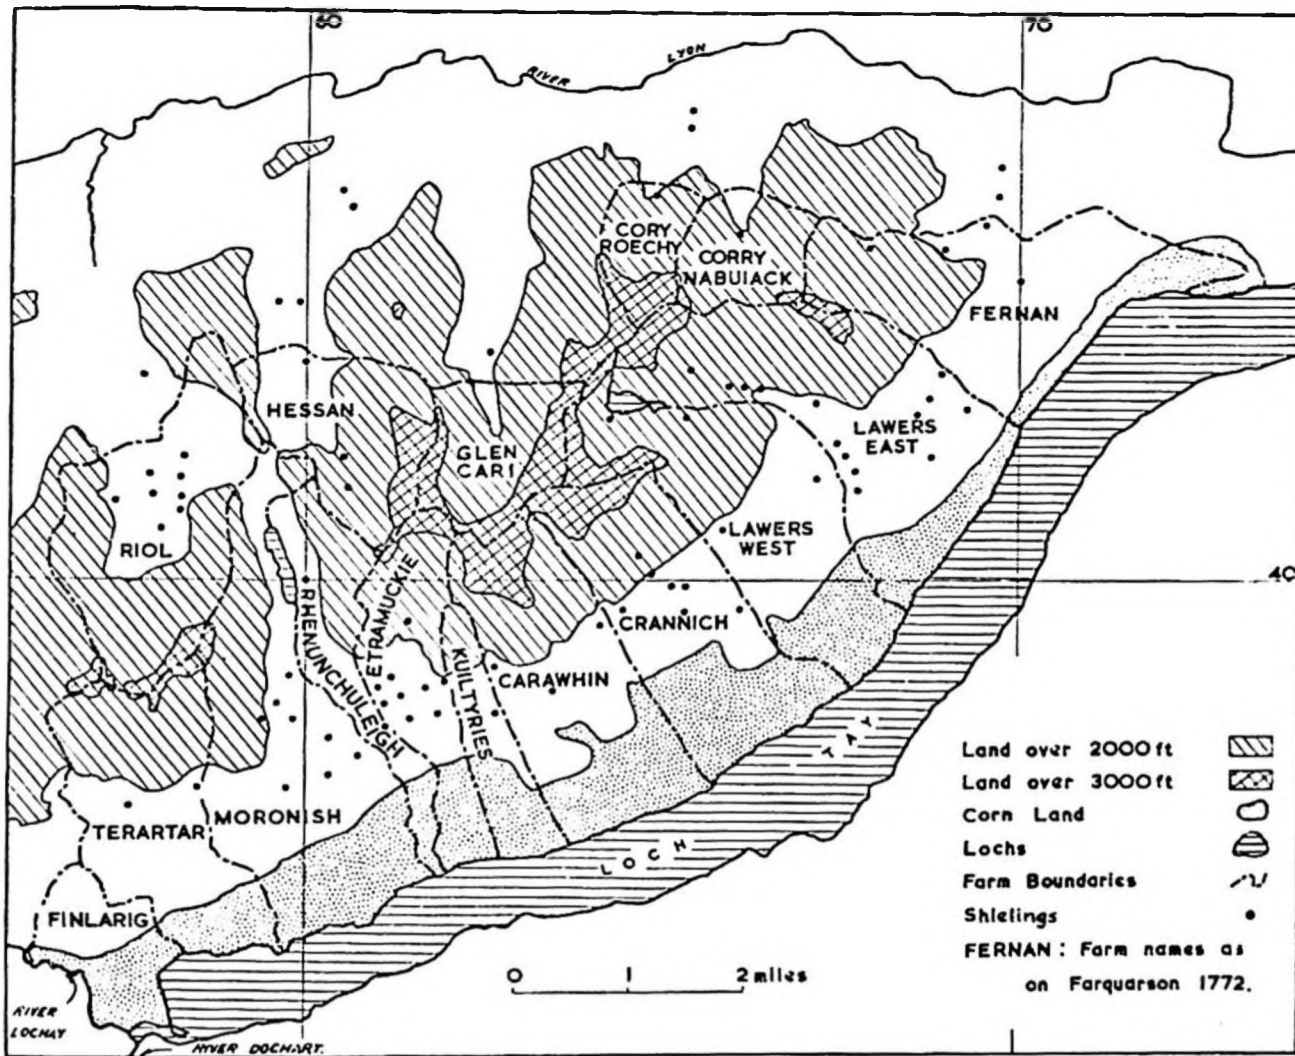 60
70
RIVER LYON
CORY
ROECHY
CORRY
NABUIACK
FERNAN
HESSAN
GLEN
CARI
LAWERS
EAST
RIOL
LAWERS
WEST
40
RHENUNCHULEIGH
ETRAMUCKIE
KUILTYRIES
CRANNICH
CARAWHIN
TERARTAR
MORONISH
FINLARIG
LOCH TAY
RIVER
LOCHAY
RIVER DOCHART.
0 1 2 miles
Land over 2000 ft
Land over 3000 ft
Corn Land
Lochs
Farm Boundaries
Shielings
FERNAN : Farm names as
on Farquarson 1772.